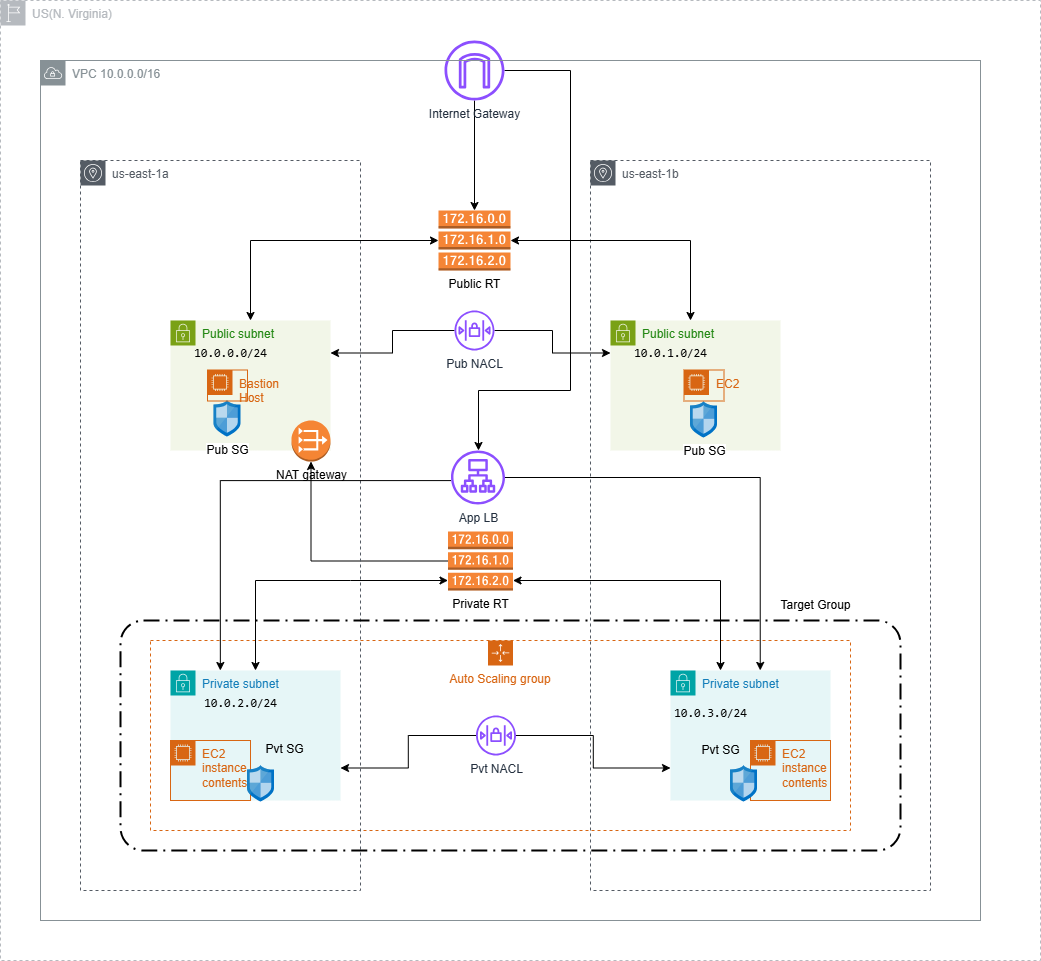 US(N. Virginia)
VPC 10.0.0.0/16
Internet Gateway
us-east-1a
us-east-1b
172.16.0.0
172.16.1.0
172.16.2.0
Public RT
Public subnet
10.0.0.0/24
Bastion
Host
Pub SG
NAT gateway
Pub NACL
Public subnet
10.0.1.0/24
EC2
Pub SG
App LB
172.16.0.0
172.16.1.0
172.16.2.0
Private RT
Target Group
Auto Scaling group
Private subnet
10.0.2.0/24
EC2
instance
contents
Pvt SG
Pvt NACL
Private subnet
10.0.3.0/24
Pvt SG
EC2
instance
contents